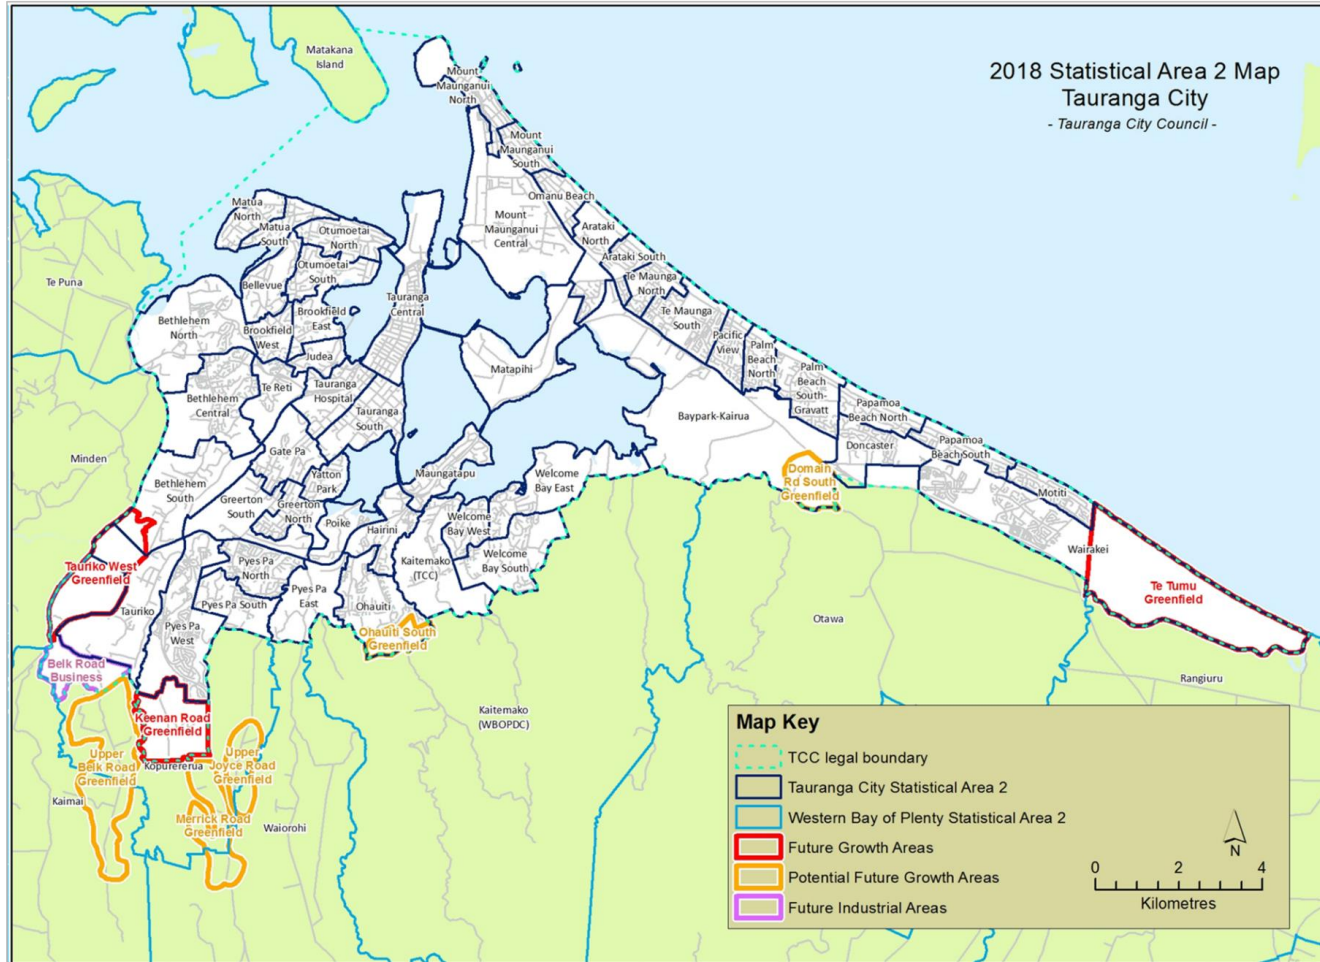 2018 Statistical Area 2 Map
Tauranga City
- Tauranga City Council -
Matakana
Island
Mount
Maunganui
North
Mount
Maunganui
South
Omanu Beach
Mount
Maunganui
Central
Arataki
North
Arataki South
Te Maunga
North
Te Maunga
South
Pacific
View
Palm
Beach
North
Palm
Beach
South-
Gravatt
Papamoa
Beach North
Doncaster
Papamoa
Beach South
Motiti
Wairakei
Te Tumu
Greenfield
Matua
North
Matua
South
Otumoetai
North
Otumoetai
South
Bellevue
Te Puna
Bethlehem
North
Brookfield
West
Brookfield
East
Judea
Tauranga
Central
Matapihi
Baypark-Kairua
Domain
Rd South
Greenfield
Bethlehem
Central
Te Reti
Tauranga
Hospital
Tauranga
South
Gate Pa
Yatton
Park
Maungatapu
Welcome
Bay East
Minden
Bethlehem
South
Greerton
South
Greerton
North
Poike
Hairini
Welcome
Bay West
Welcome
Bay South
Kaitemako
(TCC)
Tauriko West
Greenfield
Tauriko
Pyes Pa
North
Pyes Pa South
Pyes Pa
East
Pyes Pa
West
Ohauiti
Ohauiti South
Greenfield
Belk Road
Business
Keenan Road
Greenfield
Upper
Belk Road
Greenfield
Kopurererua
Upper
Joyce Road
Greenfield
Merrick Road
Greenfield
Kaimai
Waiorohi
Kaitemako
(WBOPDC)
Otawa
Rangiuru
Map Key
TCC legal boundary
Tauranga City Statistical Area 2
Western Bay of Plenty Statistical Area 2
Future Growth Areas
Potential Future Growth Areas
Future Industrial Areas
N
0 2 4
Kilometres